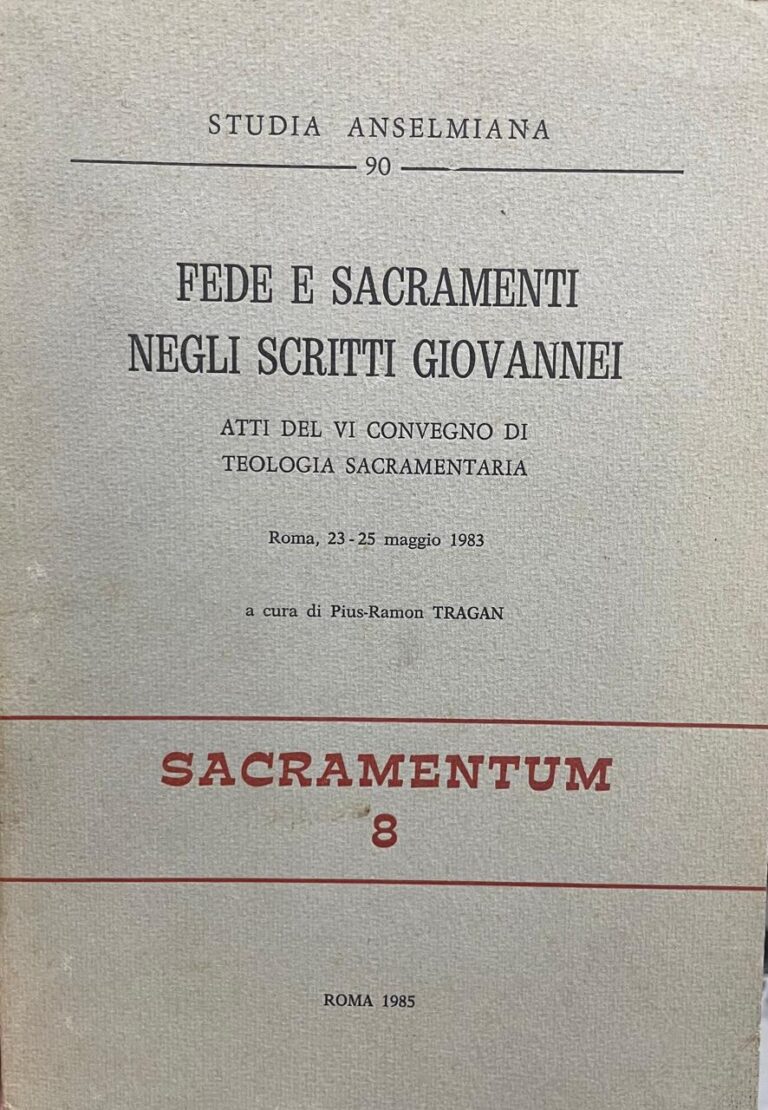 STUDIA ANSELMIANA
90
FEDE E SACRAMENTI
NEGLI SCRITTI GIOVANNEI
ATTI DEL VI CONVEGNO DI
TEOLOGIA SACRAMENTARIA
Roma, 23-25 maggio 1983
a cura di Pius-Ramon TRAGAN
SACRAMENTUM
8
ROMA 1985